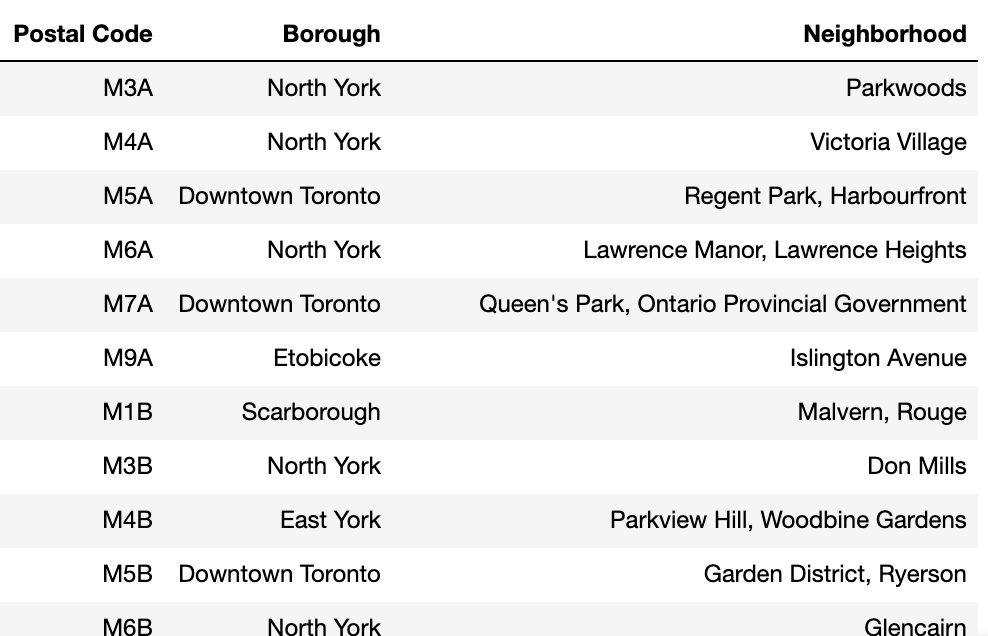 Postal Code Borough Neighborhood
M3A North York Parkwoods
M4A North York Victoria Village
M5A Downtown Toronto Regent Park, Harbourfront
M6A North York Lawrence Manor, Lawrence Heights
M7A Downtown Toronto Queen's Park, Ontario Provincial Government
M9A Etobicoke Islington Avenue
M1B Scarborough Malvern, Rouge
M3B North York Don Mills
M4B East York Parkview Hill, Woodbine Gardens
M5B Downtown Toronto Garden District, Ryerson
M6B North York Glencairn